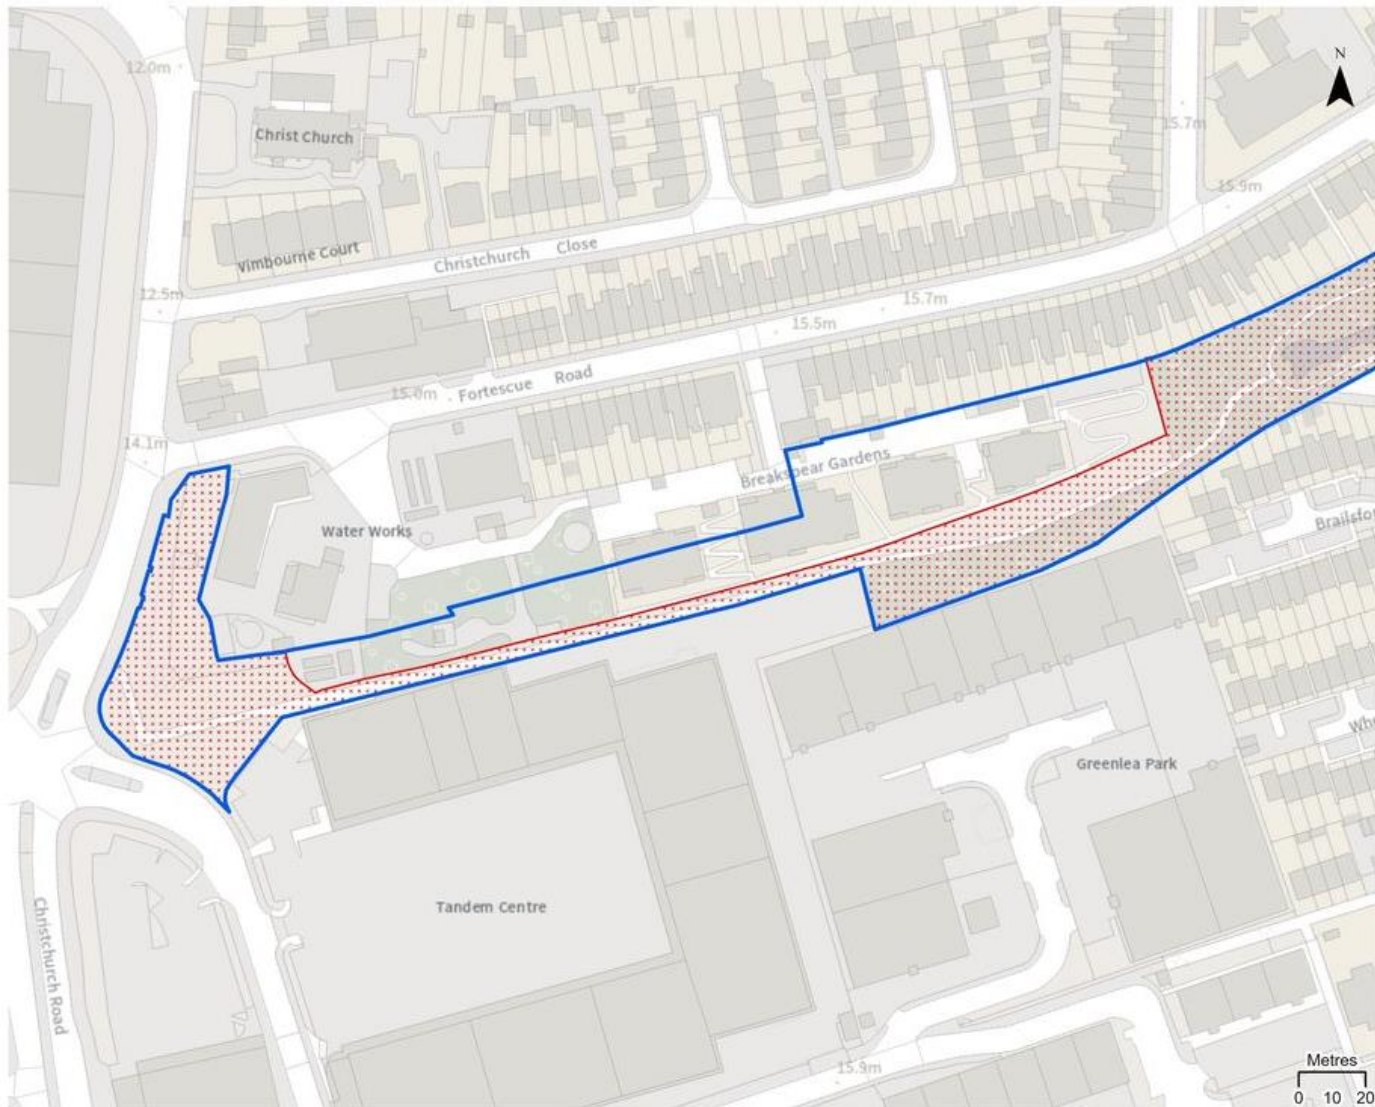 12.0m
N
Christ Church
15.7m
15.9m
Vimbourne Court
Christchurch Close
12.5m
15.7m
15.5m
Fortescue Road
15.0m
14.1m
Breakspear Gardens
Water Works
Brailsfo
Wh
Greenlea Park
Tandem Centre
Christchurch Road
15.9m
Metres
0 10 20